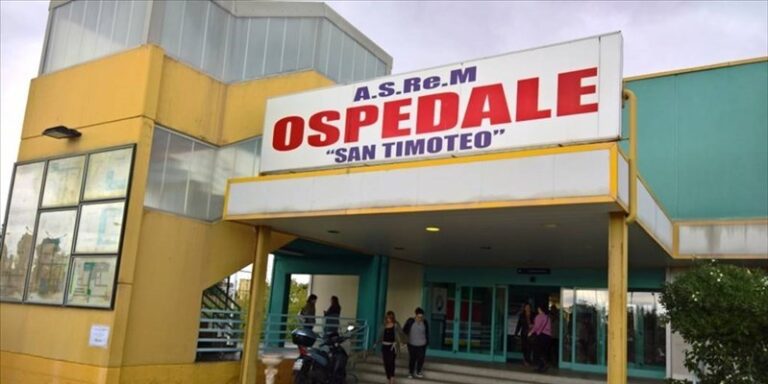 A.S.Re.M
OSPEDALE
"SAN TIMOTEO"